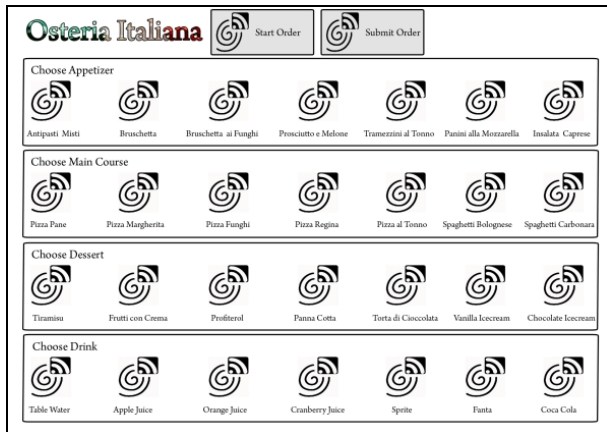 Osteria Italiana Start Order Submit Order
Choose Appetizer
Antipasti Misti Bruschetta Bruschetta ai Funghi Prosciutto e Melone Tramezzini al Tonno Panini alla Mozzarella Insalata Caprese
Choose Main Course
Pizza Pane Pizza Margherita Pizza Funghi Pizza Regina Pizza al Tonno Spaghetti Bolognese Spaghetti Carbonara
Choose Dessert
Tiramisu Frutti con Crema Profiterol Panna Cotta Torta di Cioccolata Vanilla Icecream Chocolate Icecream
Choose Drink
Table Water Apple Juice Orange Juice Cranberry Juice Sprite Fanta Coca Cola